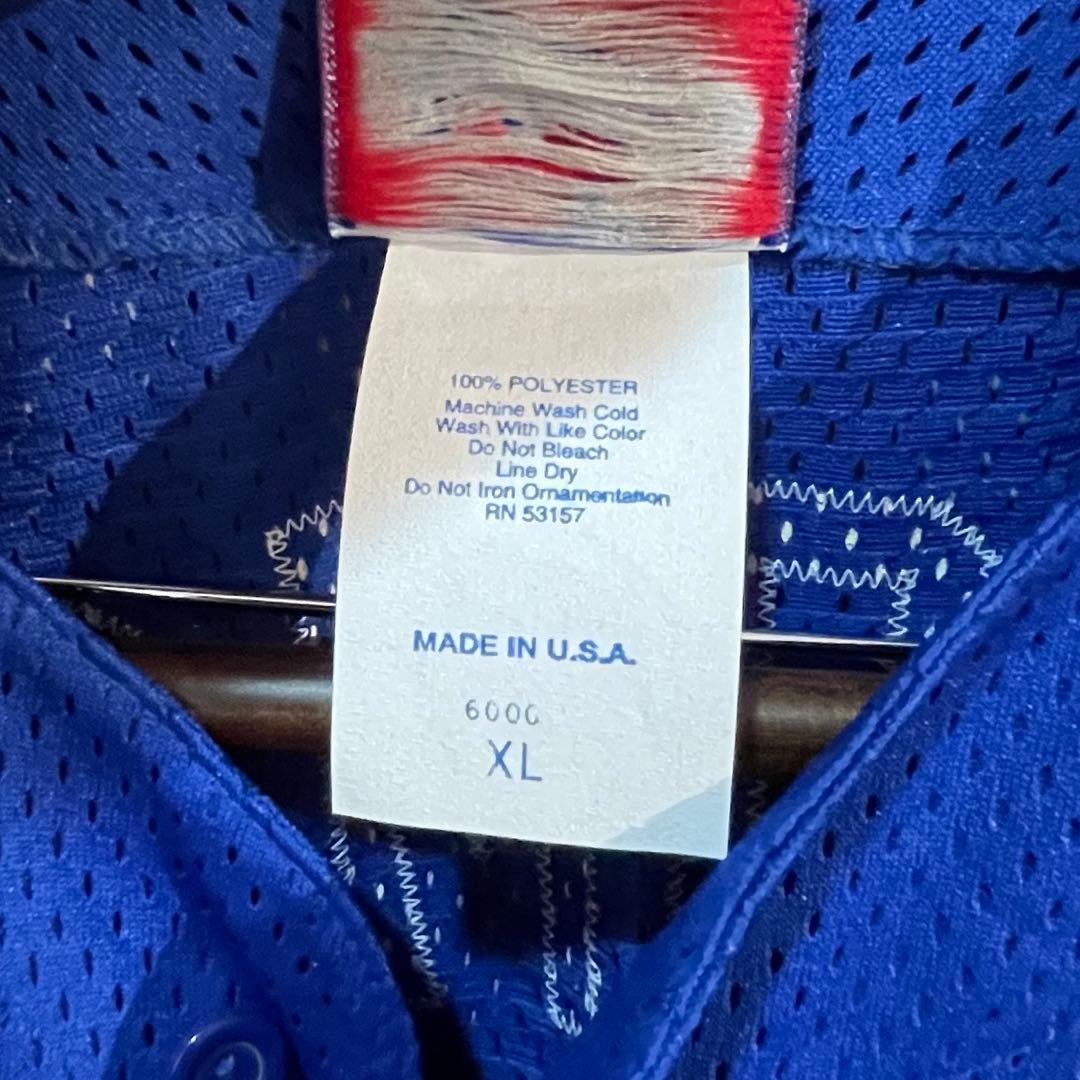 100% POLYESTER
Machine Wash Cold
Wash With Like Color
Do Not Bleach
Line Dry
Do Not Iron Ornamentation
RN 53157
MADE IN U.S.A.
6000
XL